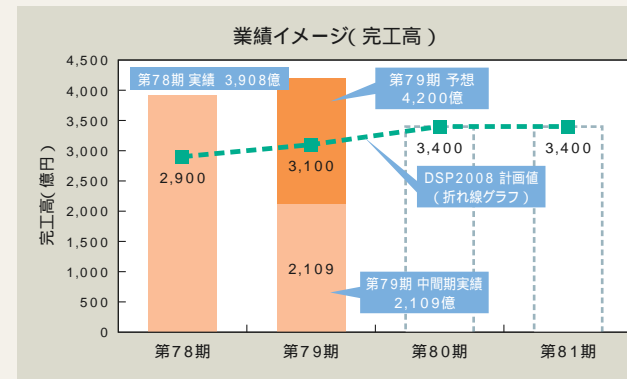 業績イメージ(完工高)
完工高(億円)
4,500
4,000
3,500
3,000
2,500
2,000
1,500
1,000
500
0
第78期 実績 3,908億
第79期 予想
4,200億
2,900
3,100
3,400
3,400
DSP2008 計画値
(折れ線グラフ)
2,109
第79期 中間期実績
2,109億
第78期
第79期
第80期
第81期